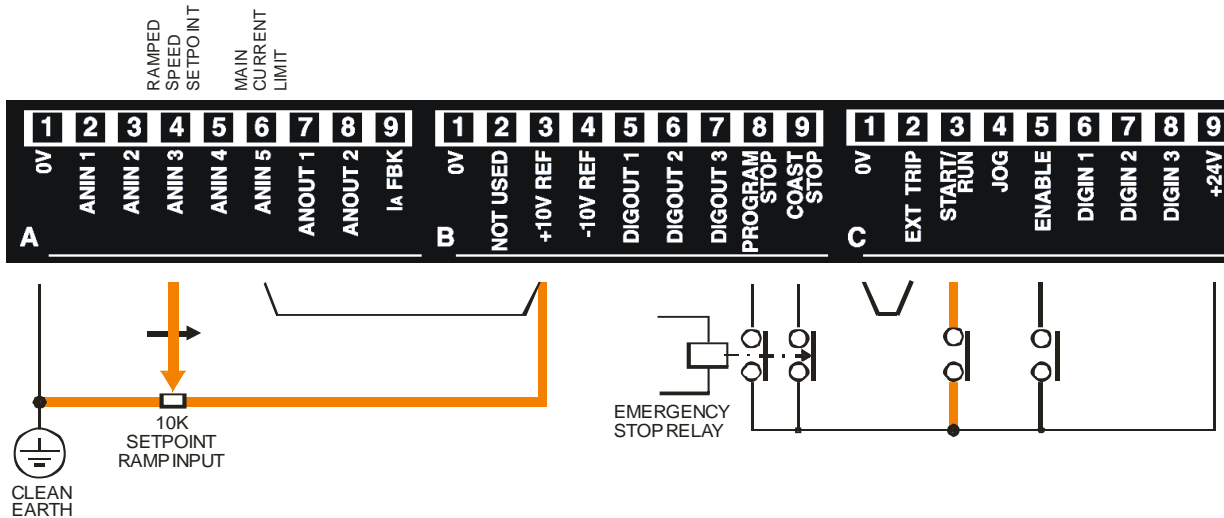 RAMPED
SPEED
SETPOINT
MAIN
CURRENT
LIMIT
1 2 3 4 5 6 7 8 9
0V
ANIN 1
ANIN 2
ANIN 3
ANIN 4
ANIN 5
ANOUT 1
ANOUT 2
IA FBK
A
1 2 3 4 5 6 7 8 9
0V
NOT USED
+10V REF
-10V REF
DIGOUT 1
DIGOUT 2
DIGOUT 3
PROGRAM
STOP
COAST
STOP
B
1 2 3 4 5 6 7 8 9
0V
EXT TRIP
START/
RUN
JOG
ENABLE
DIGIN 1
DIGIN 2
DIGIN 3
+24V
C
10K
SETPOINT
RAMP INPUT
CLEAN
EARTH
EMERGENCY
STOP RELAY